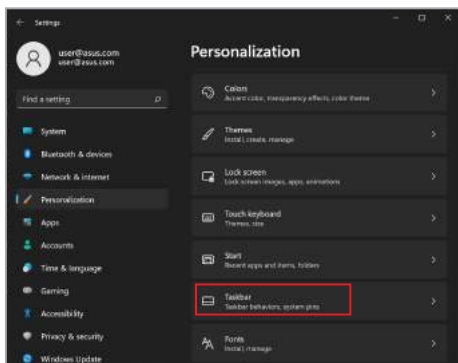 Settings
user@asus.com
user@asus.com
Find a setting
System
Bluetooth & devices
Network & internet
Personalization
Apps
Accounts
Time & language
Gaming
Accessibility
Privacy & security
Windows Update
Personalization
Colors
Accent color, transparency effects, color theme
Themes
Install, create, manage
Lock screen
Lock screen images, apps, animations
Touch keyboard
Themes, size
Start
Recent apps and items, folders
Taskbar
Taskbar behaviors, system pins
Fonts
Install, manage